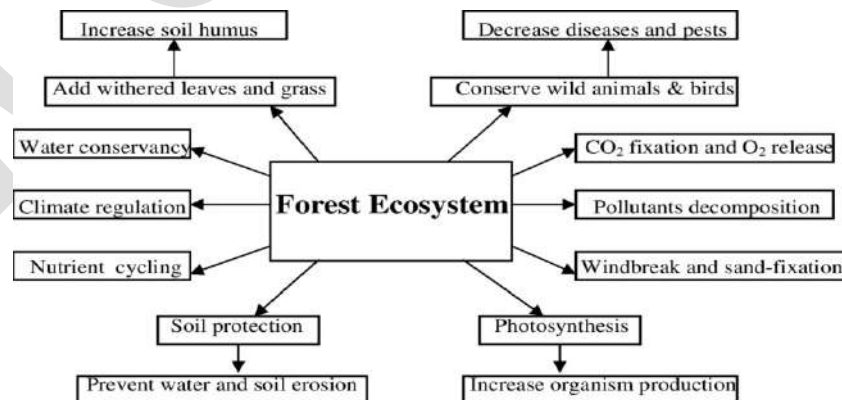 Increase soil humus
Decrease diseases and pests
Add withered leaves and grass
Conserve wild animals & birds
Water conservancy
CO₂ fixation and O₂ release
Forest Ecosystem
Climate regulation
Pollutants decomposition
Nutrient cycling
Windbreak and sand-fixation
Soil protection
Photosynthesis
Prevent water and soil erosion
Increase organism production